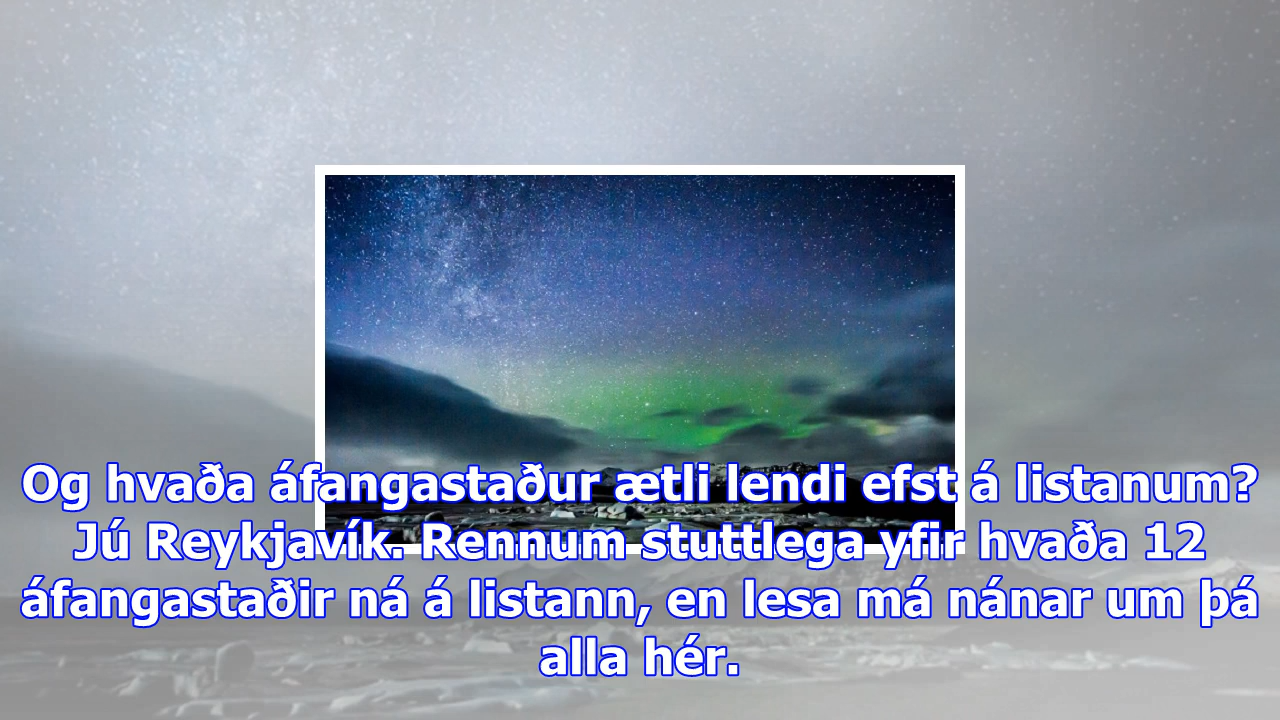 Og hvaða áfangastaður ætli lendi efst á listanum?
Jú Reykjavík. Rennum stuttlega yfir hvaða 12
áfangastaðir ná á listann, en lesa má nánar um þá
alla hér.